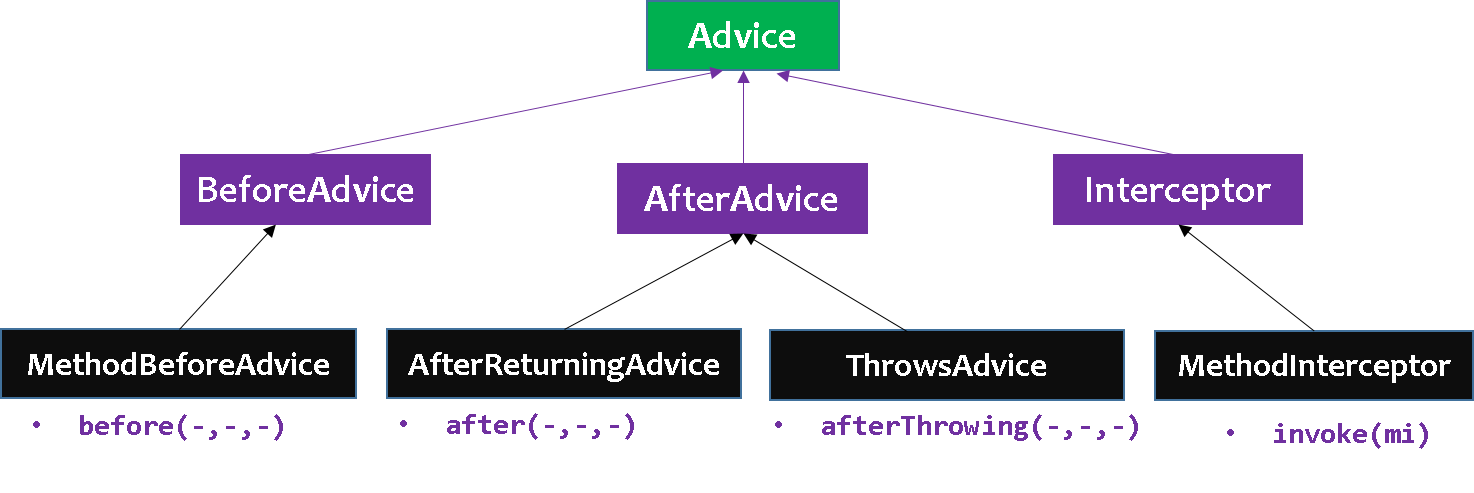 Advice
BeforeAdvice
AfterAdvice
Interceptor
MethodBeforeAdvice
AfterReturningAdvice
ThrowsAdvice
MethodInterceptor
• before(-,-,-)
• after(-,-,-)
• afterThrowing(-,-,-)
• invoke(mi)